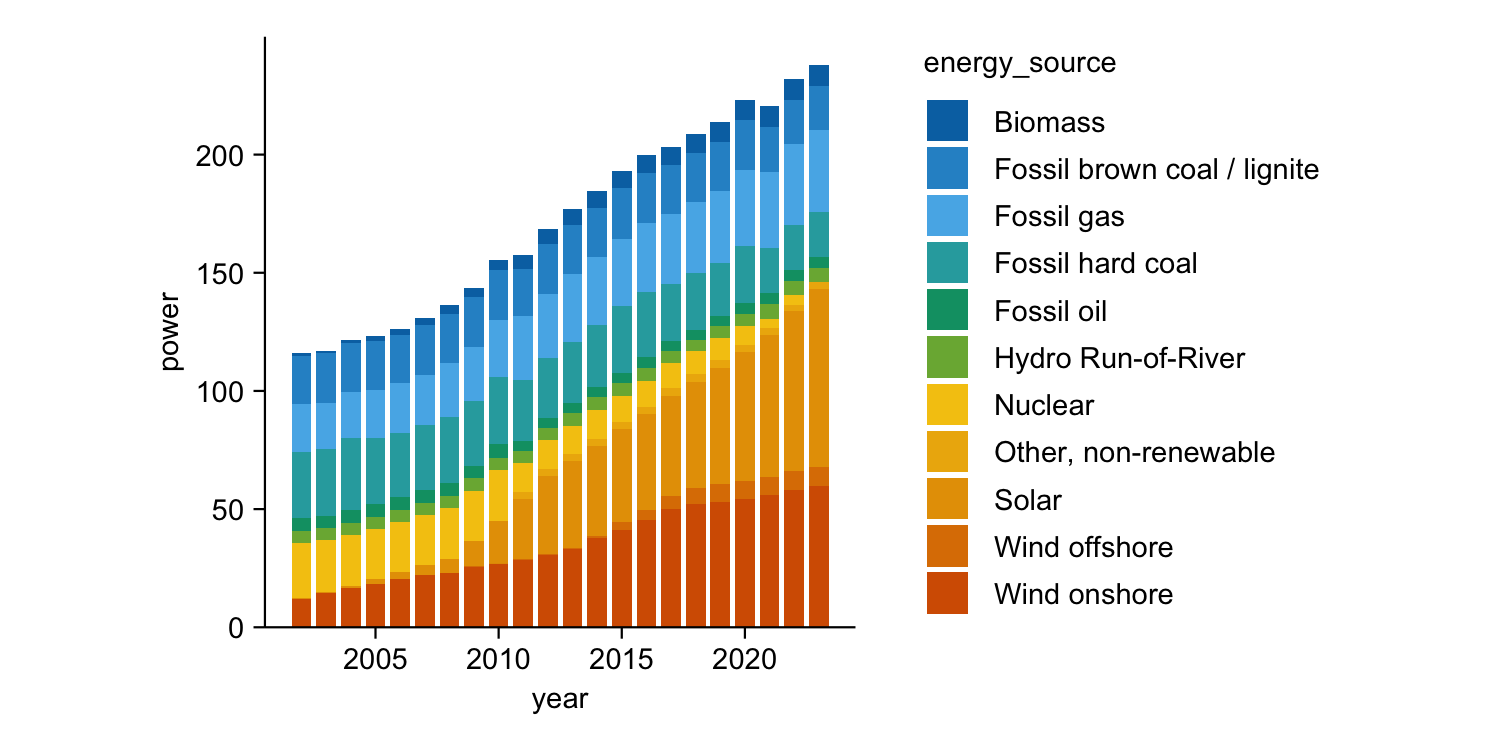 200
150
100
50
0
power
2005 2010 2015 2020
year
energy_source
Biomass
Fossil brown coal / lignite
Fossil gas
Fossil hard coal
Fossil oil
Hydro Run-of-River
Nuclear
Other, non-renewable
Solar
Wind offshore
Wind onshore